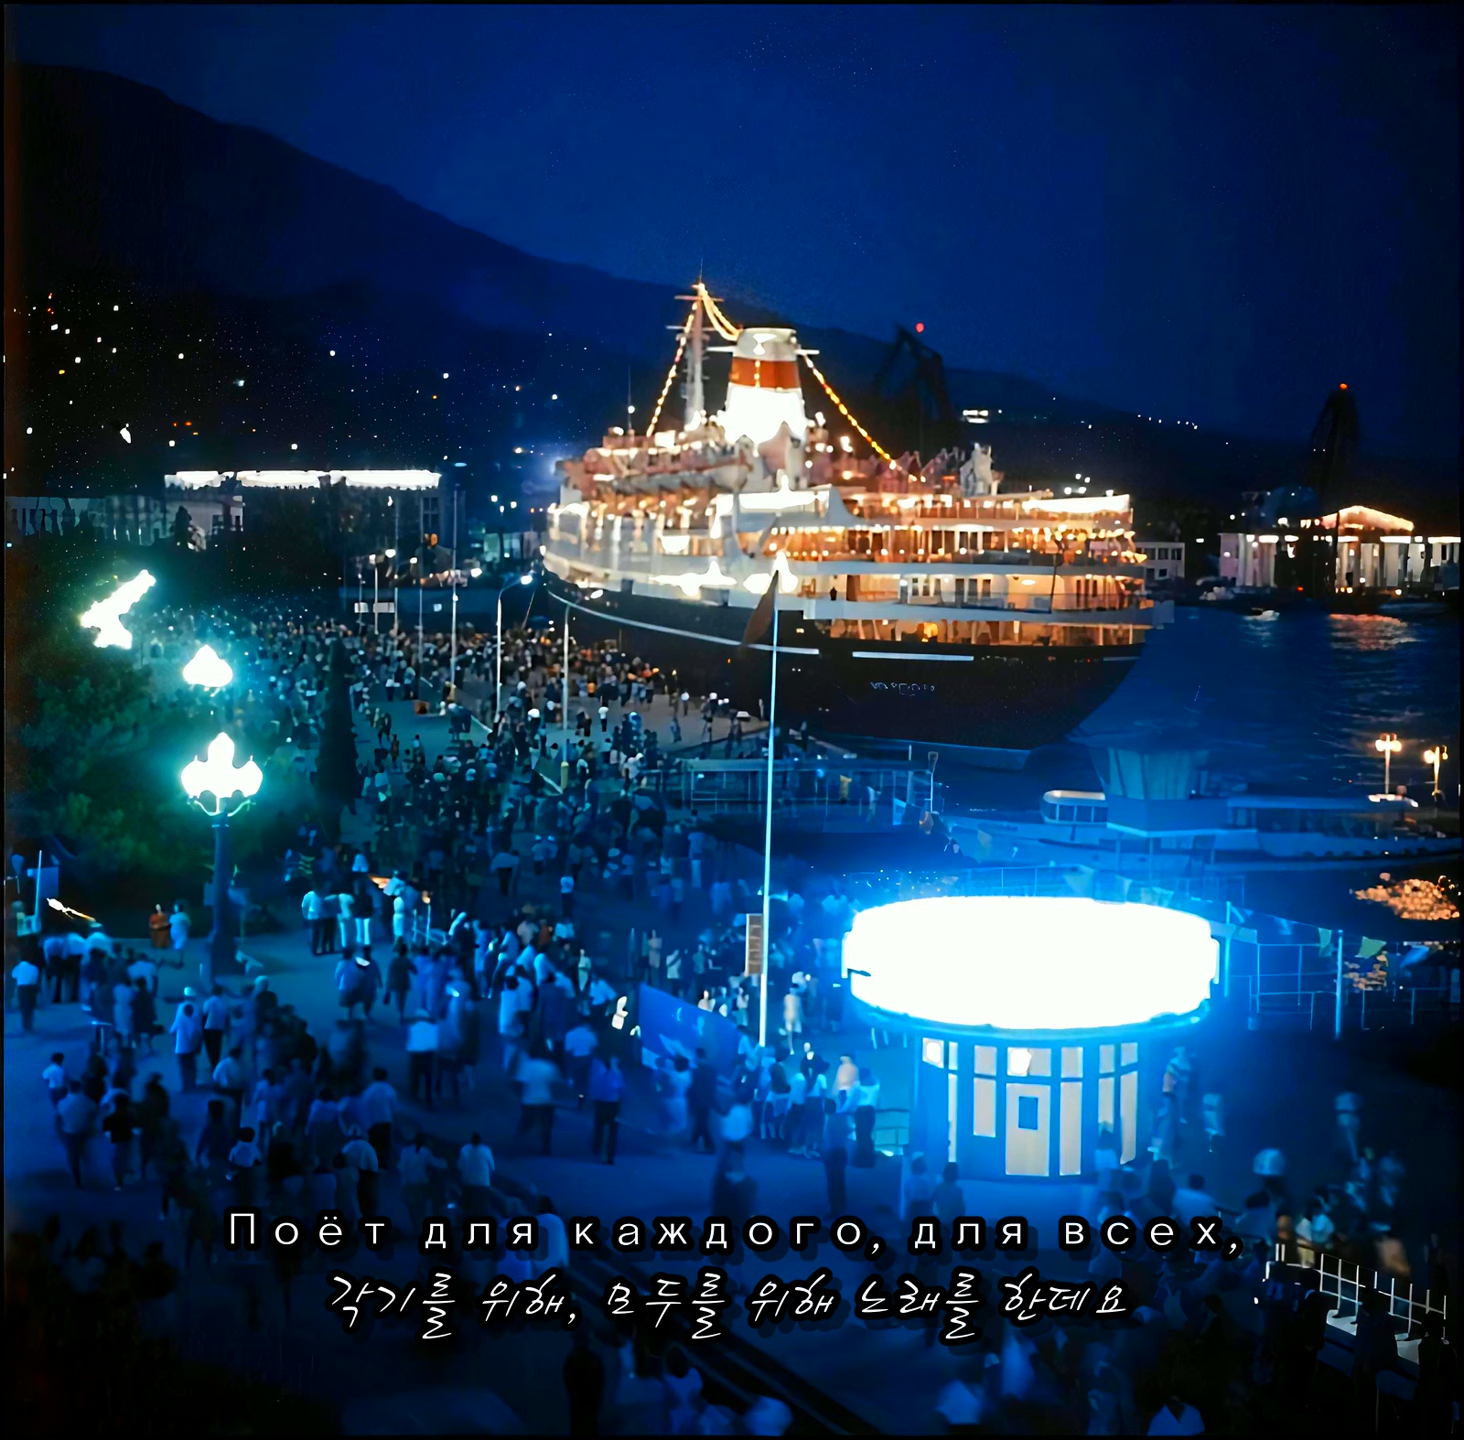 Поёт для каждого, для всех,
각기를 위해, 모두를 위해 노래를 한데요